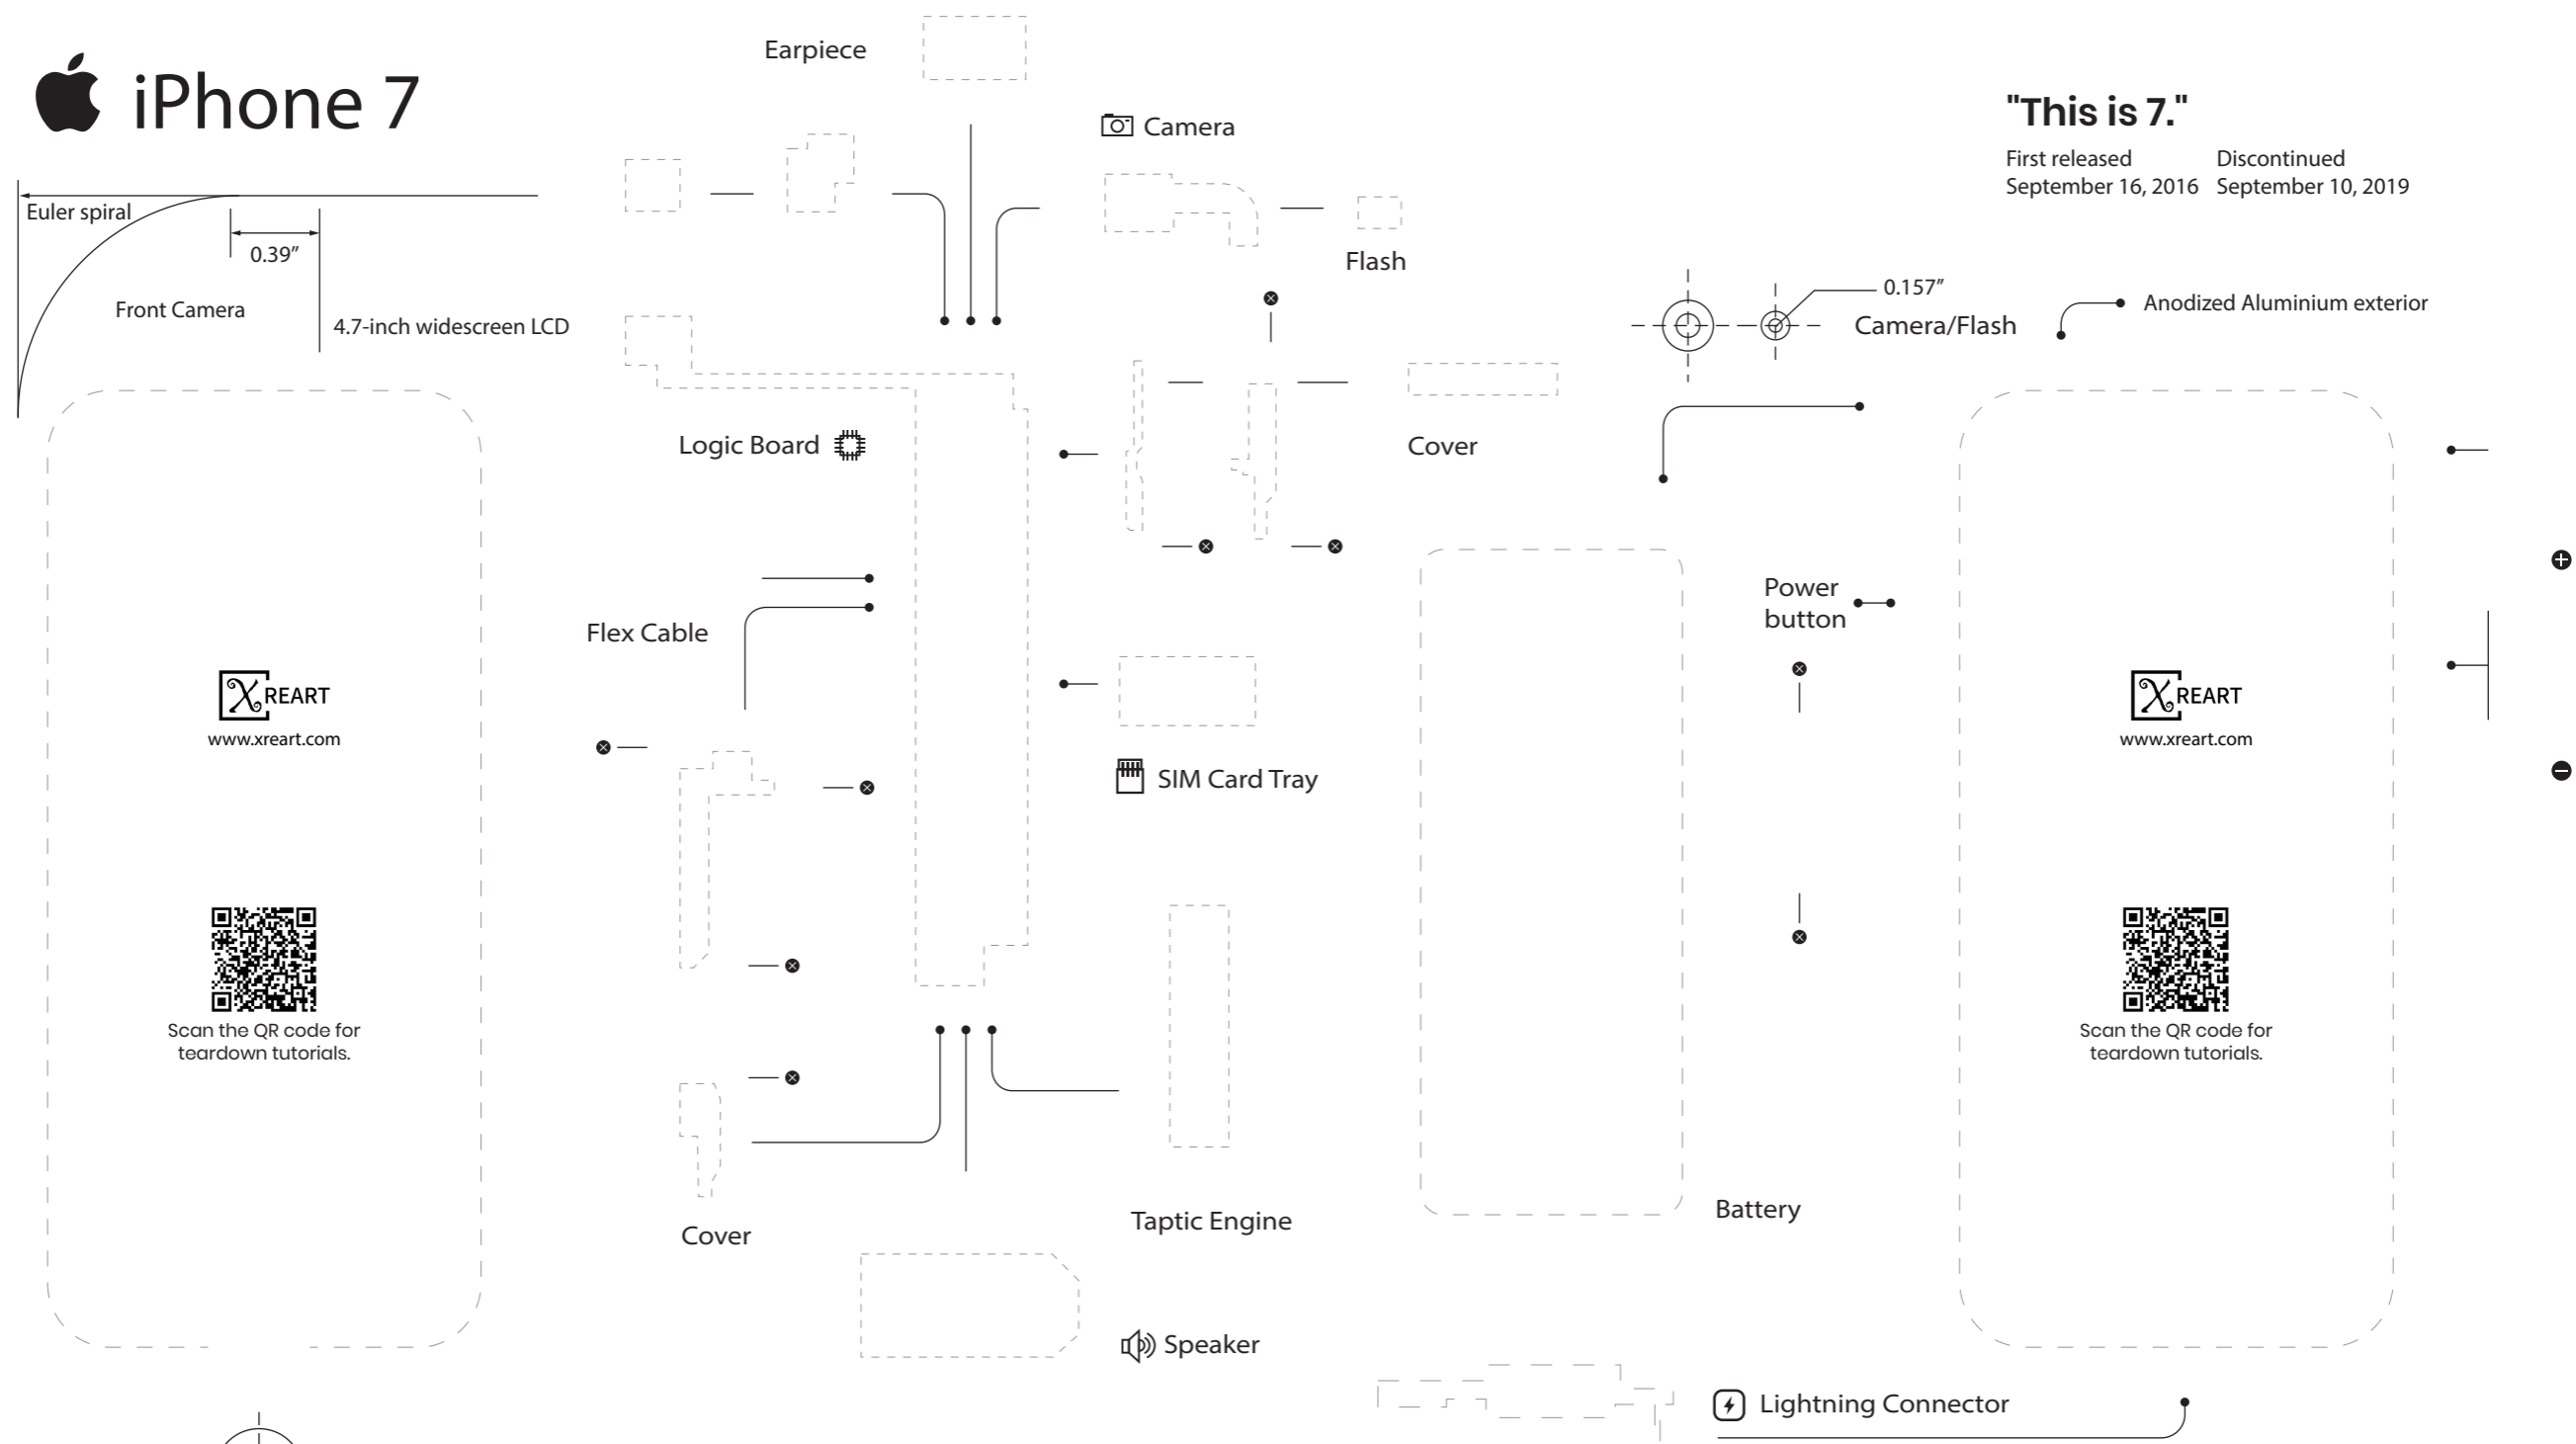 iPhone 7
Earpiece
Camera
"This is 7."
First released
September 16, 2016
Discontinued
September 10, 2019
Euler spiral
0.39”
Front Camera
4.7-inch widescreen LCD
Flash
0.157”
Camera/Flash
Anodized Aluminium exterior
Logic Board
Cover
Flex Cable
Power
button
XREART
www.xreart.com
XREART
www.xreart.com
SIM Card Tray
Scan the QR code for
teardown tutorials.
Scan the QR code for
teardown tutorials.
Cover
Taptic Engine
Battery
Speaker
Lightning Connector